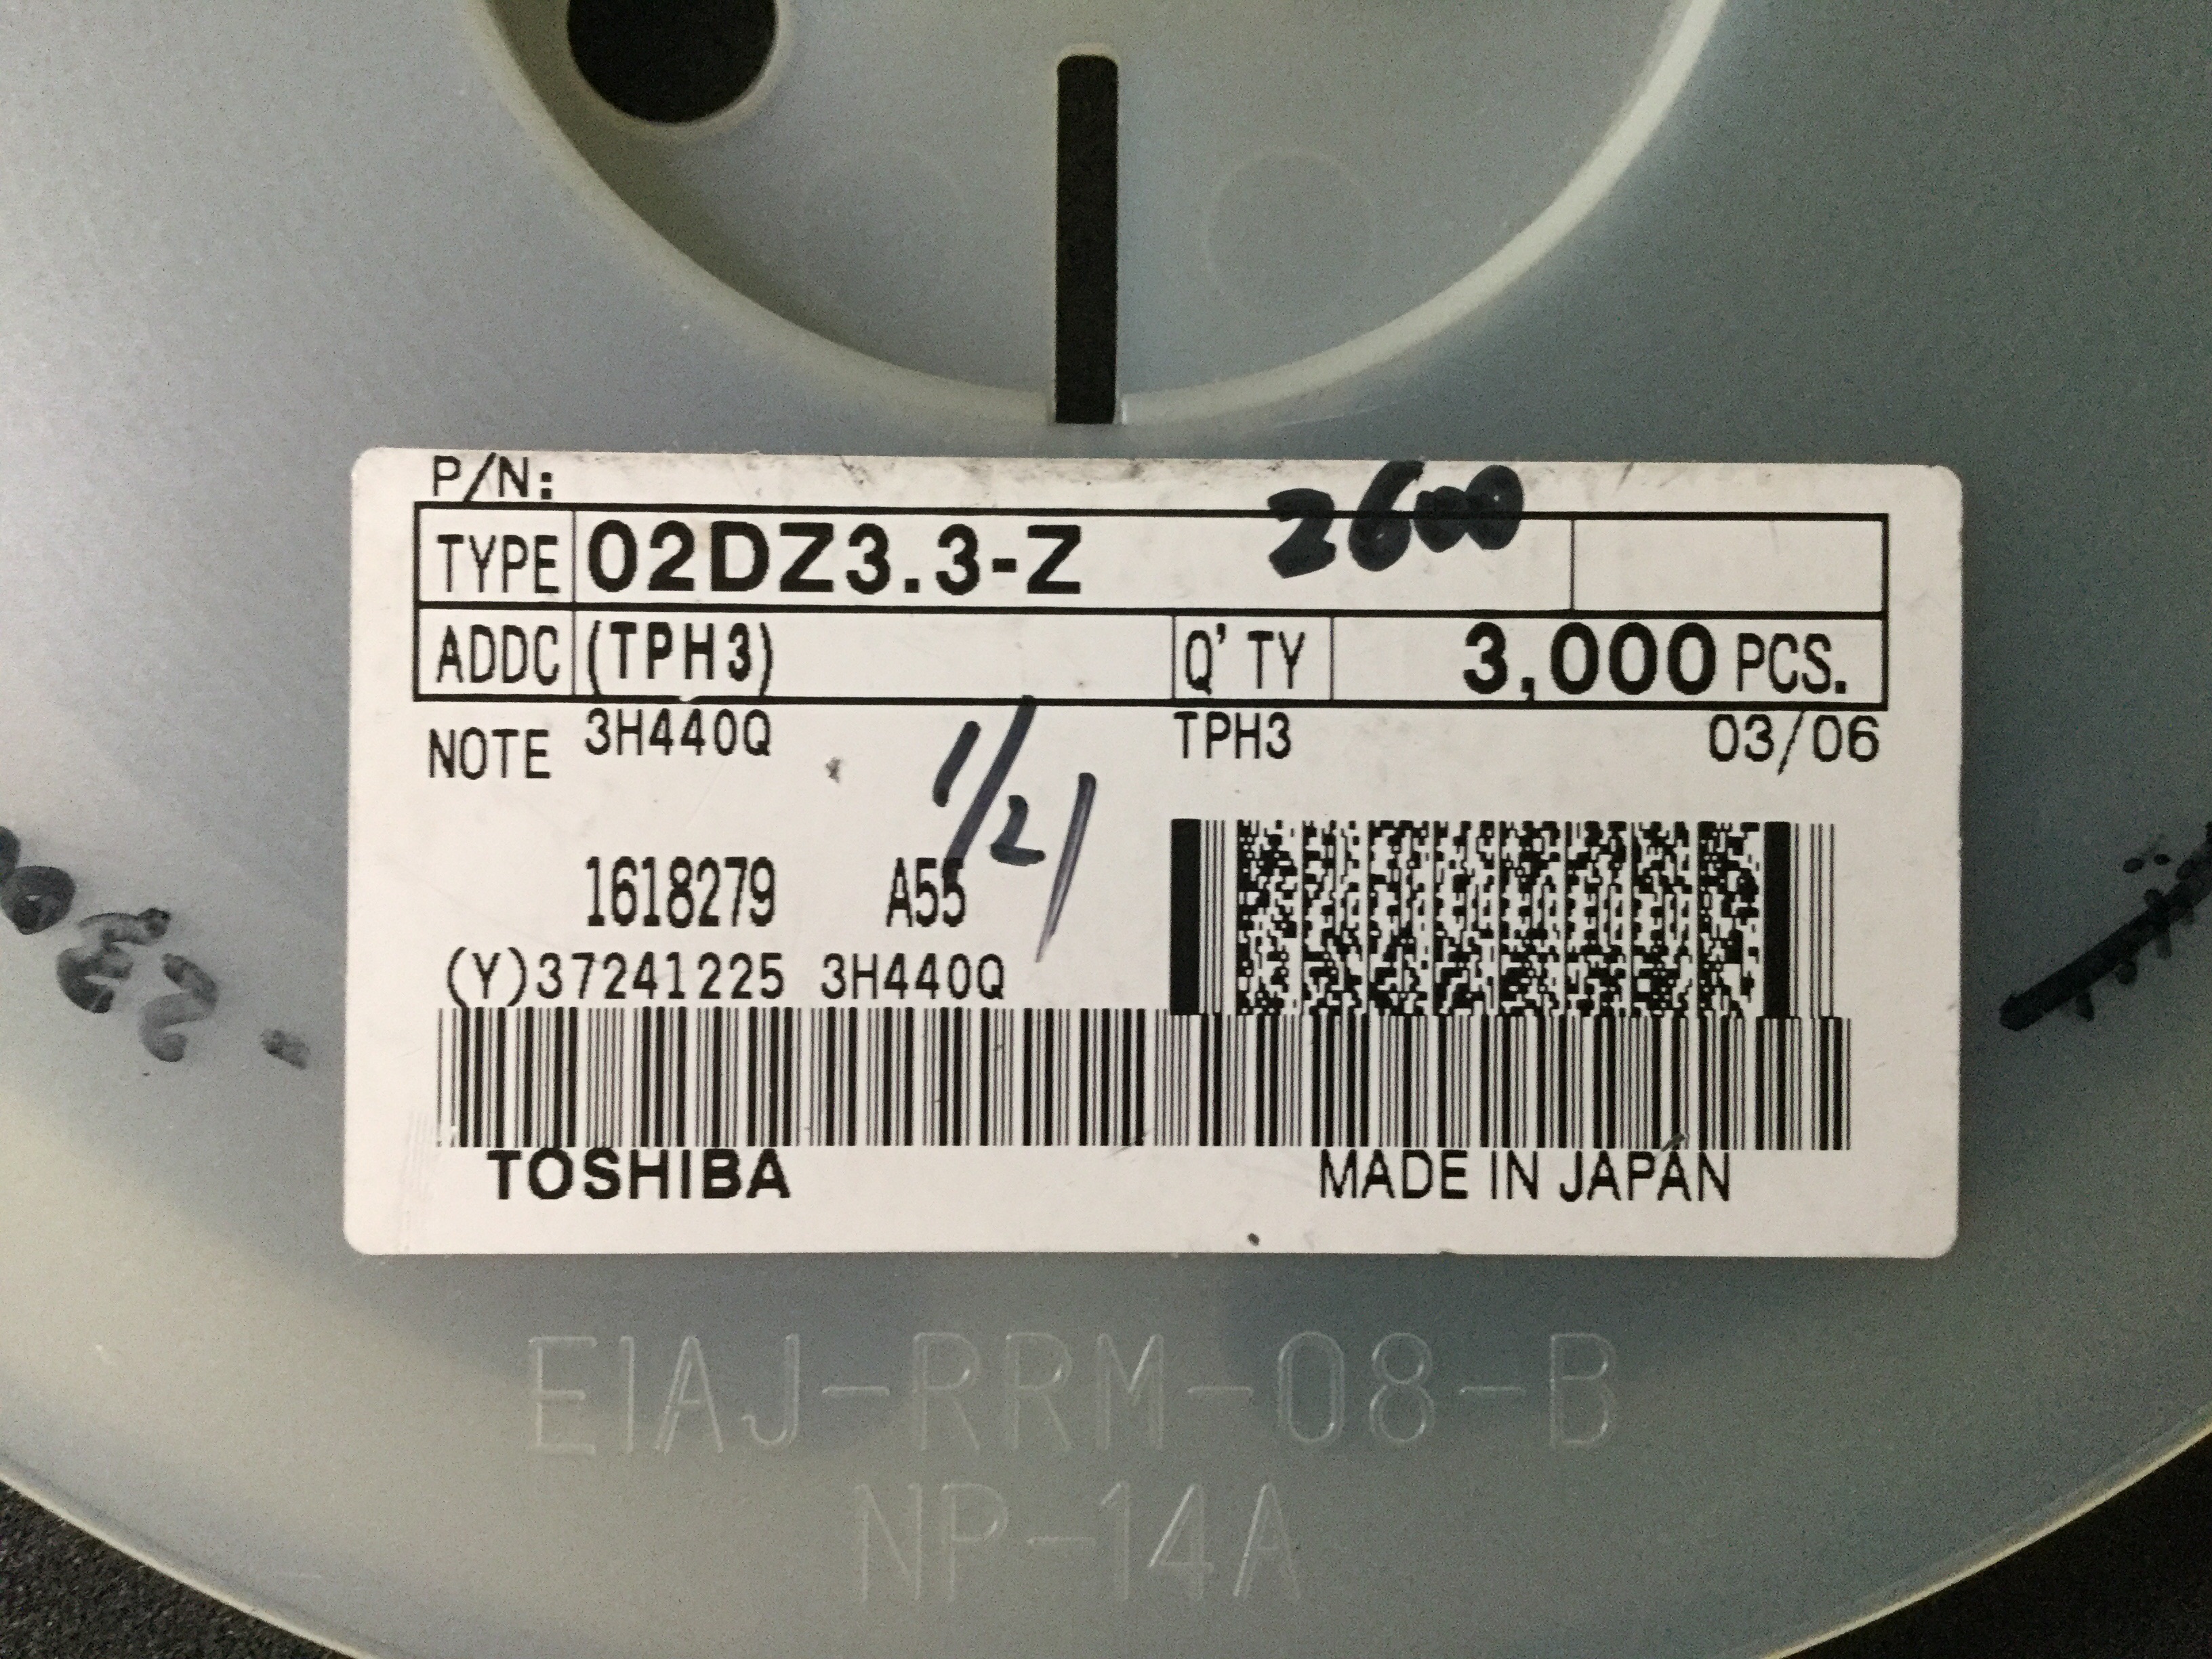 P/N:
2600
TYPE 02DZ3.3-Z
ADDC (TPH3) Q'TY 3,000 PCS.
NOTE 3H440Q TPH3 03/06
1/21
1618279 A55
(Y)37241225 3H440Q
TOSHIBA MADE IN JAPAN
EIAJ-RRM-08-B
NP-14A